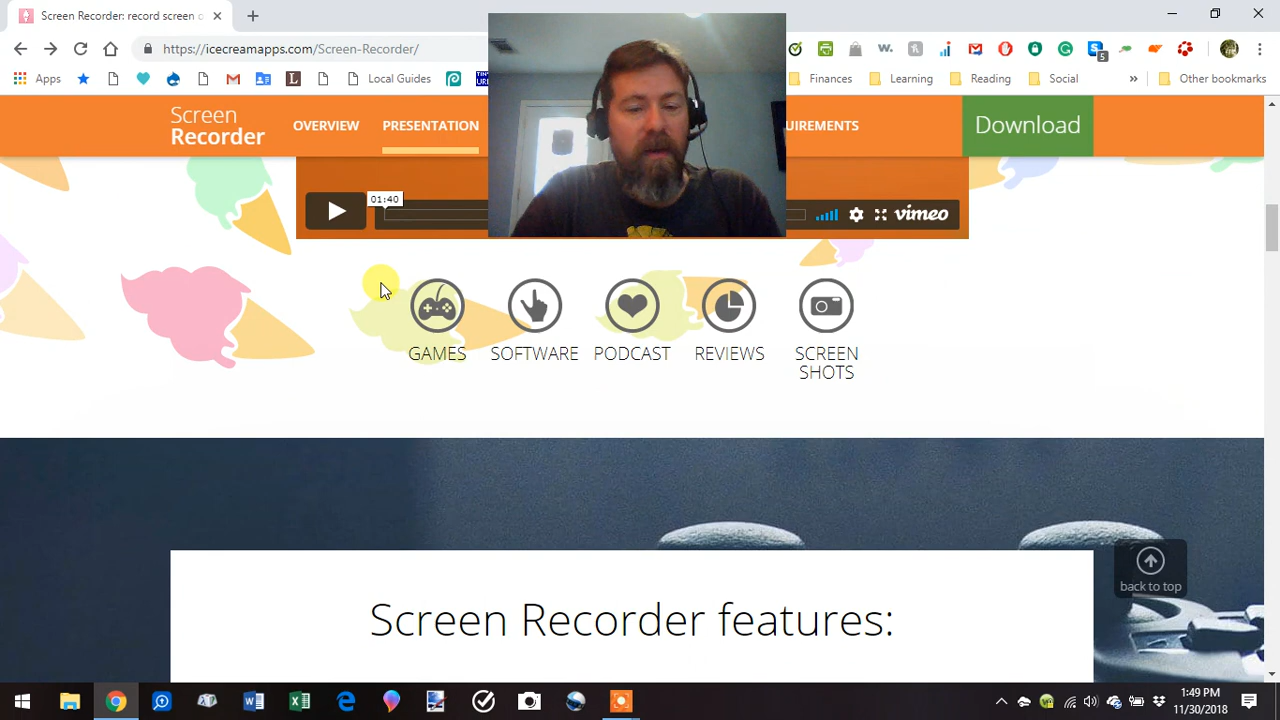 Screen Recorder: record screen o
https://icecreamapps.com/Screen-Recorder/
5
Apps
Local Guides
Finances
Learning
Reading
Social
Other bookmarks
Screen
Recorder
OVERVIEW
PRESENTATION
UIREMENTS
Download
01:40
vimeo
GAMES
SOFTWARE
PODCAST
REVIEWS
SCREEN
SHOTS
back to top
Screen Recorder features:
1:49 PM
11/30/2018